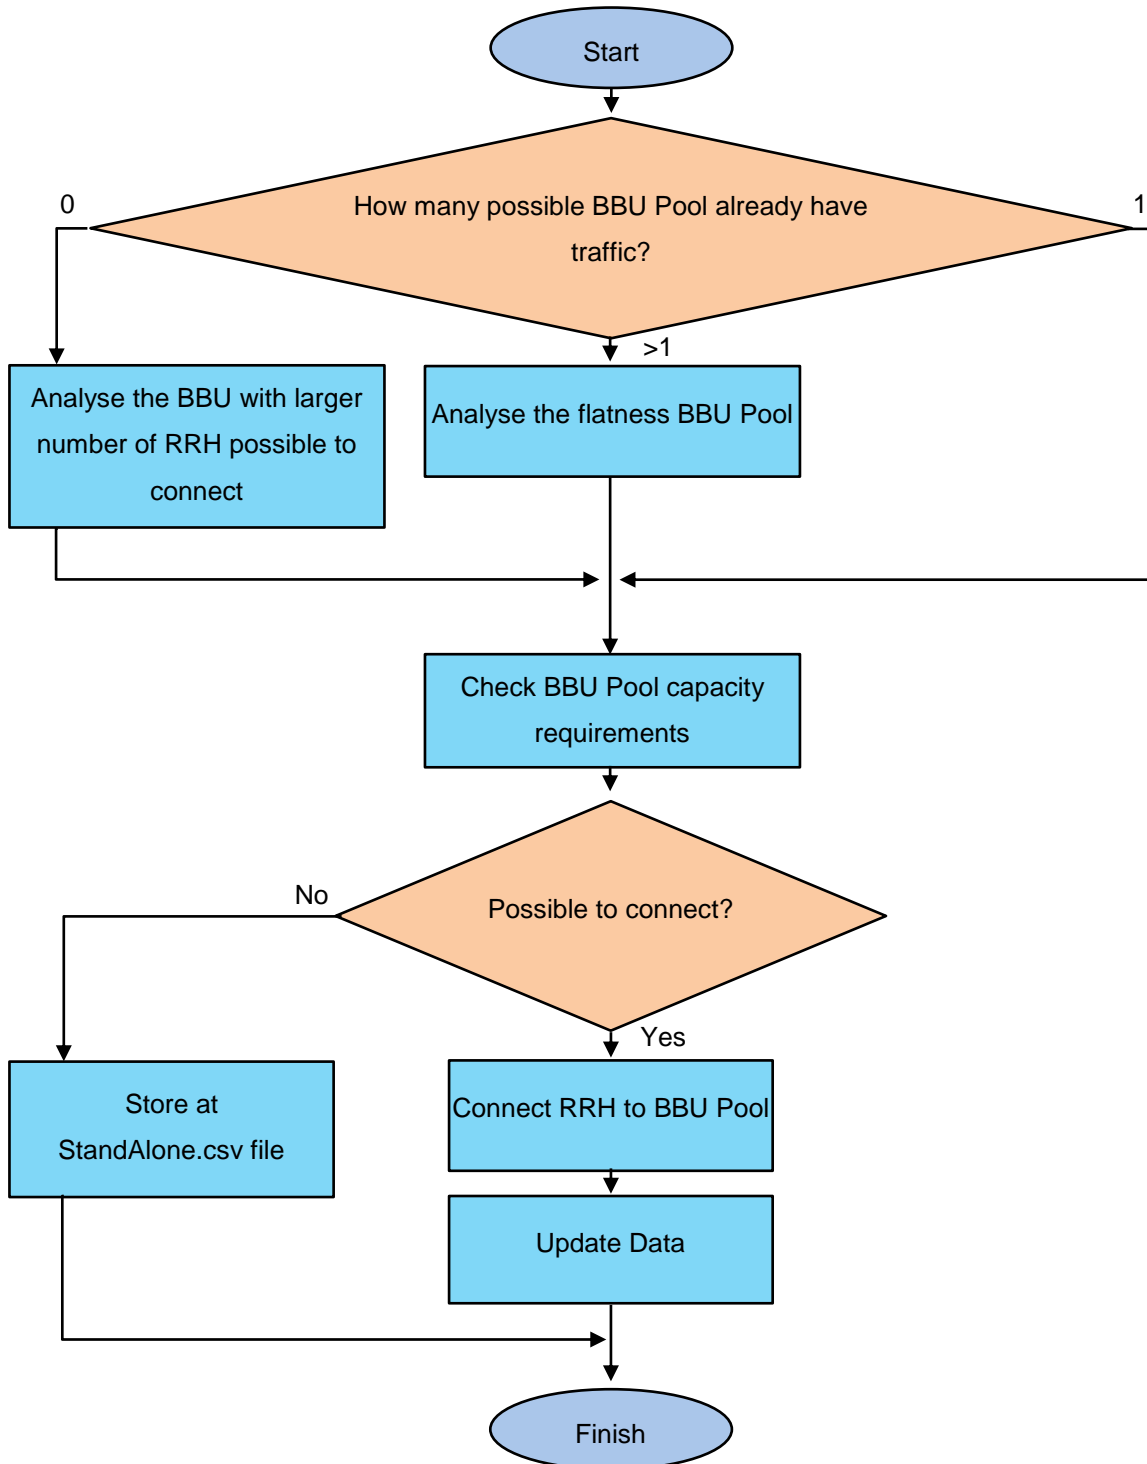 Start
How many possible BBU Pool already have
traffic?
0
1
>1
Analyse the BBU with larger
number of RRH possible to
connect
Analyse the flatness BBU Pool
Check BBU Pool capacity
requirements
Possible to connect?
No
Yes
Store at
StandAlone.csv file
Connect RRH to BBU Pool
Update Data
Finish